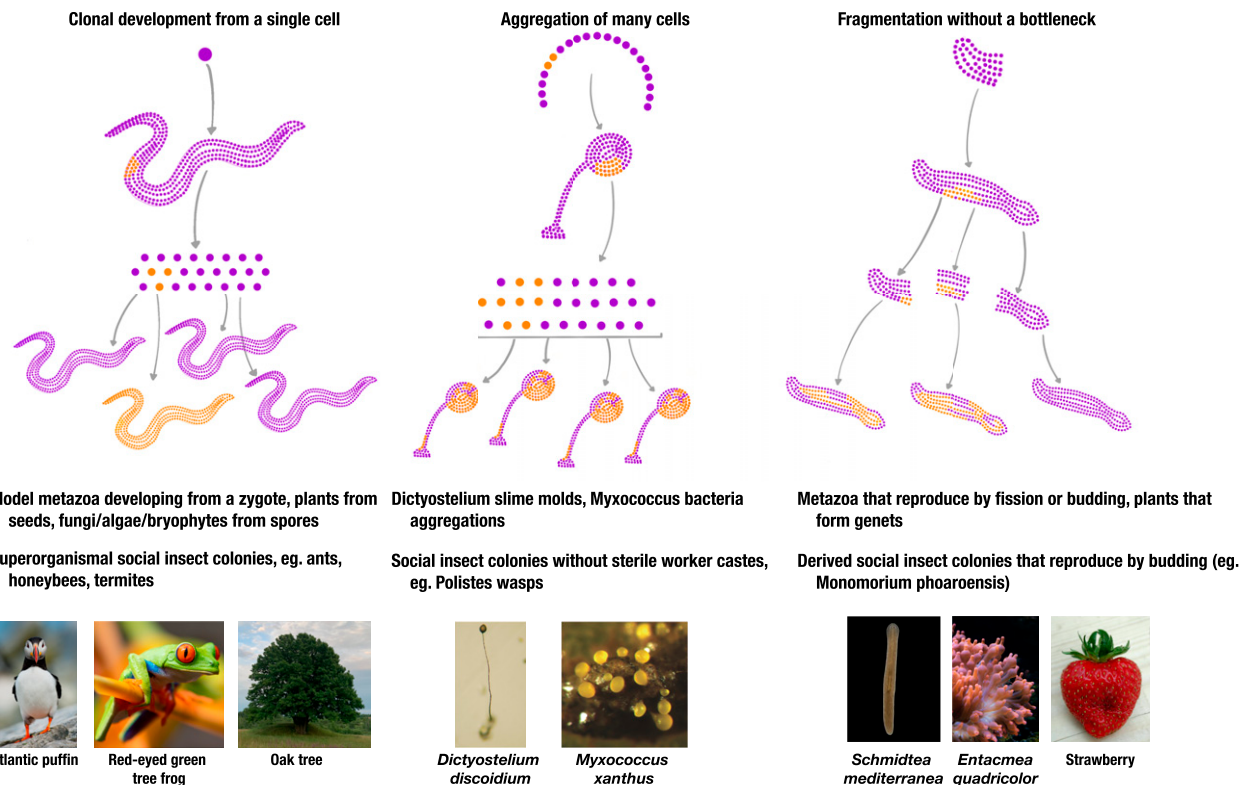 Clonal development from a single cell
Aggregation of many cells
Fragmentation without a bottleneck
lodel metazoa developing from a zygote, plants from
seeds, fungi/algae/bryophytes from spores
uperorganismal social insect colonies, eg. ants,
honeybees, termites
Dictyostelium slime molds, Myxococcus bacteria
aggregations
Social insect colonies without sterile worker castes,
eg. Polistes wasps
Metazoa that reproduce by fission or budding, plants that
form genets
Derived social insect colonies that reproduce by budding (eg.
Monomorium phoaroensis)
tlantic puffin
Red-eyed green
tree frog
Oak tree
Dictyostelium
discoidium
Myxococcus
xanthus
Schmidtea
mediterranea
Entacmea
quadricolor
Strawberry